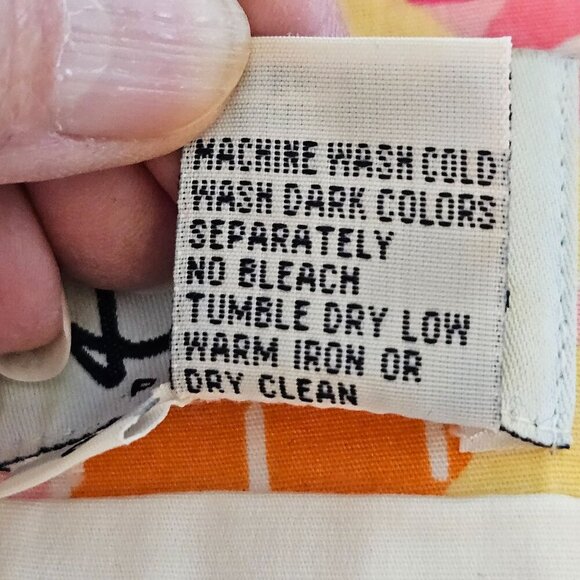 MACHINE WASH COLD
WASH DARK COLORS
SEPARATELY
NO BLEACH
TUMBLE DRY LOW
WARM IRON OR
DRY CLEAN